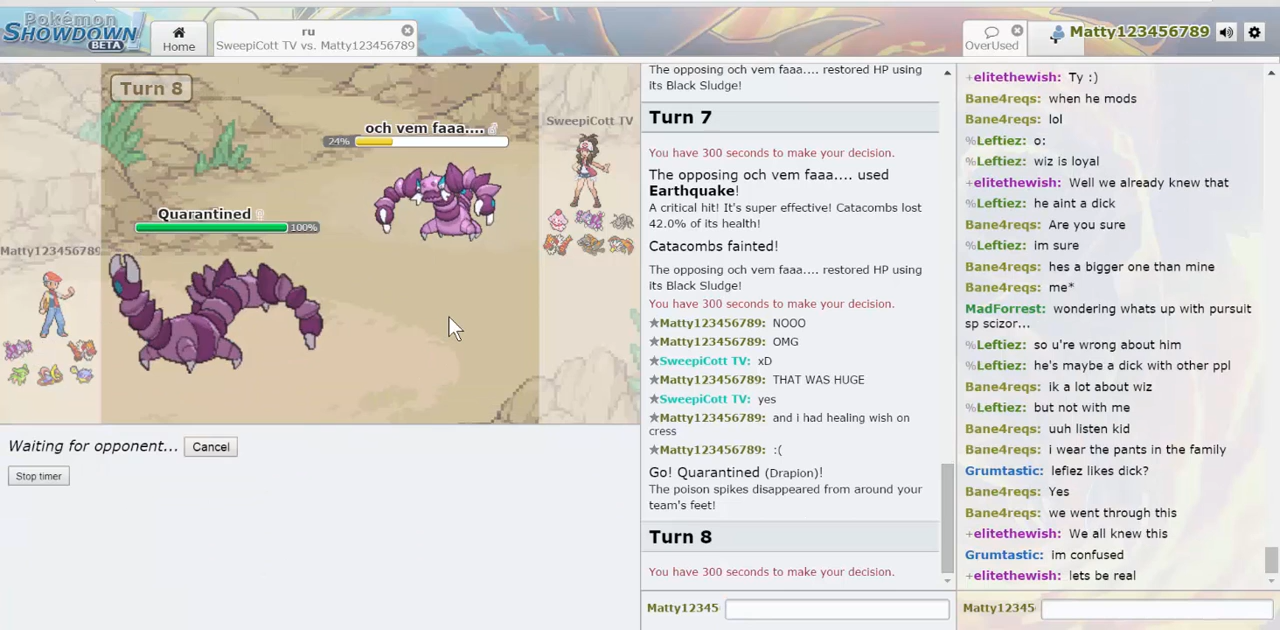 Pokémon
SHOWDOWN
BETA
Home
ru
SweepiCott TV vs. Matty123456789
OverUsed
Matty123456789
Turn 8
och vem faaa....
24%
Quarantined
100%
Matty123456789
SweepiCott TV
Waiting for opponent...
Cancel
Stop timer
The opposing och vem faaa.... restored HP using
its Black Sludge!
Turn 7
You have 300 seconds to make your decision.
The opposing och vem faaa.... used
Earthquake!
A critical hit! It's super effective! Catacombs lost
42.0% of its health!
Catacombs fainted!
The opposing och vem faaa.... restored HP using
its Black Sludge!
You have 300 seconds to make your decision.
★Matty123456789: NOOO
★Matty123456789: OMG
★SweepiCott TV: xD
★Matty123456789: THAT WAS HUGE
★SweepiCott TV: yes
★Matty123456789: and i had healing wish on
cress
★Matty123456789: :(
Go! Quarantined (Drapion)!
The poison spikes disappeared from around your
team's feet!
Turn 8
You have 300 seconds to make your decision.
Matty12345
+elitethewish: Ty :)
Bane4reqs: when he mods
Bane4reqs: lol
%Leftiez: o:
%Leftiez: wiz is loyal
+elitethewish: Well we already knew that
%Leftiez: he aint a dick
Bane4reqs: Are you sure
%Leftiez: im sure
Bane4reqs: hes a bigger one than mine
Bane4reqs: me*
MadForrest: wondering whats up with pursuit
sp scizor...
%Leftiez: so u're wrong about him
%Leftiez: he's maybe a dick with other ppl
Bane4reqs: ik a lot about wiz
%Leftiez: but not with me
Bane4reqs: uuh listen kid
Bane4reqs: i wear the pants in the family
Grumtastic: lefiez likes dick?
Bane4reqs: Yes
Bane4reqs: we went through this
+elitethewish: We all knew this
Grumtastic: im confused
+elitethewish: lets be real
Matty12345